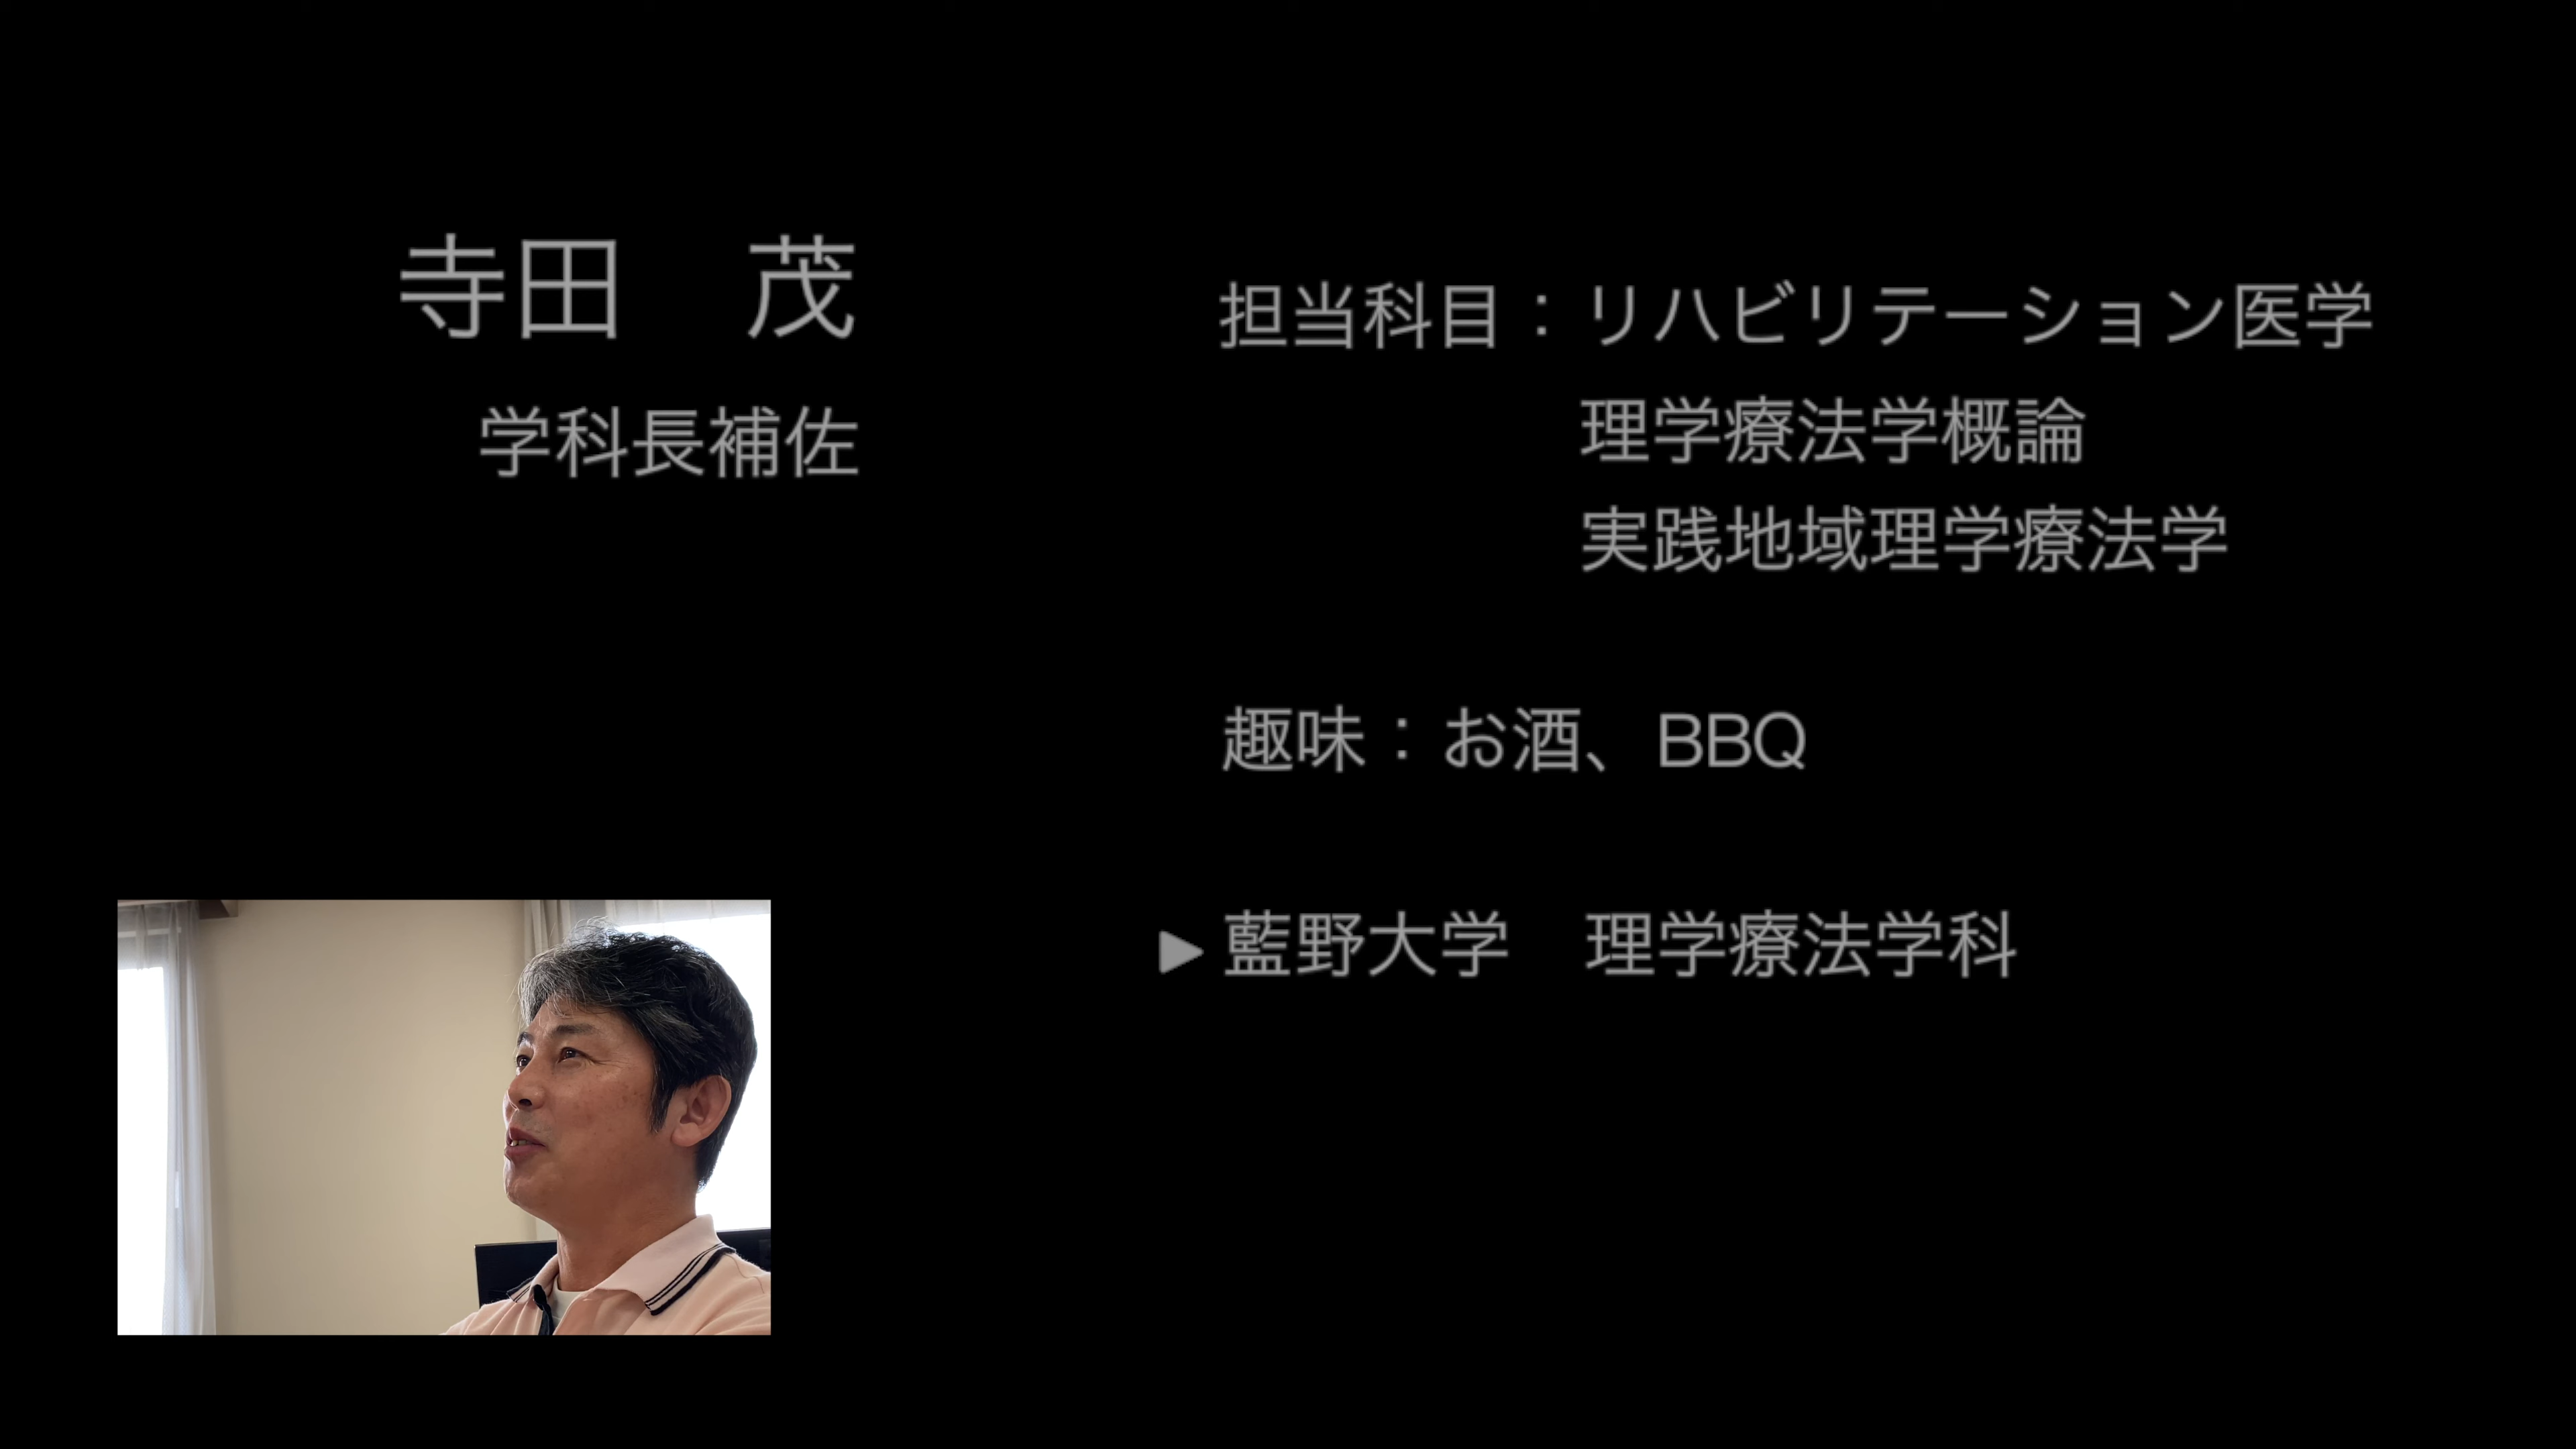 寺田　茂
学科長補佐
担当科目：リハビリテーション医学
理学療法学概論
実践地域理学療法学
趣味：お酒、BBQ
▶藍野大学　理学療法学科